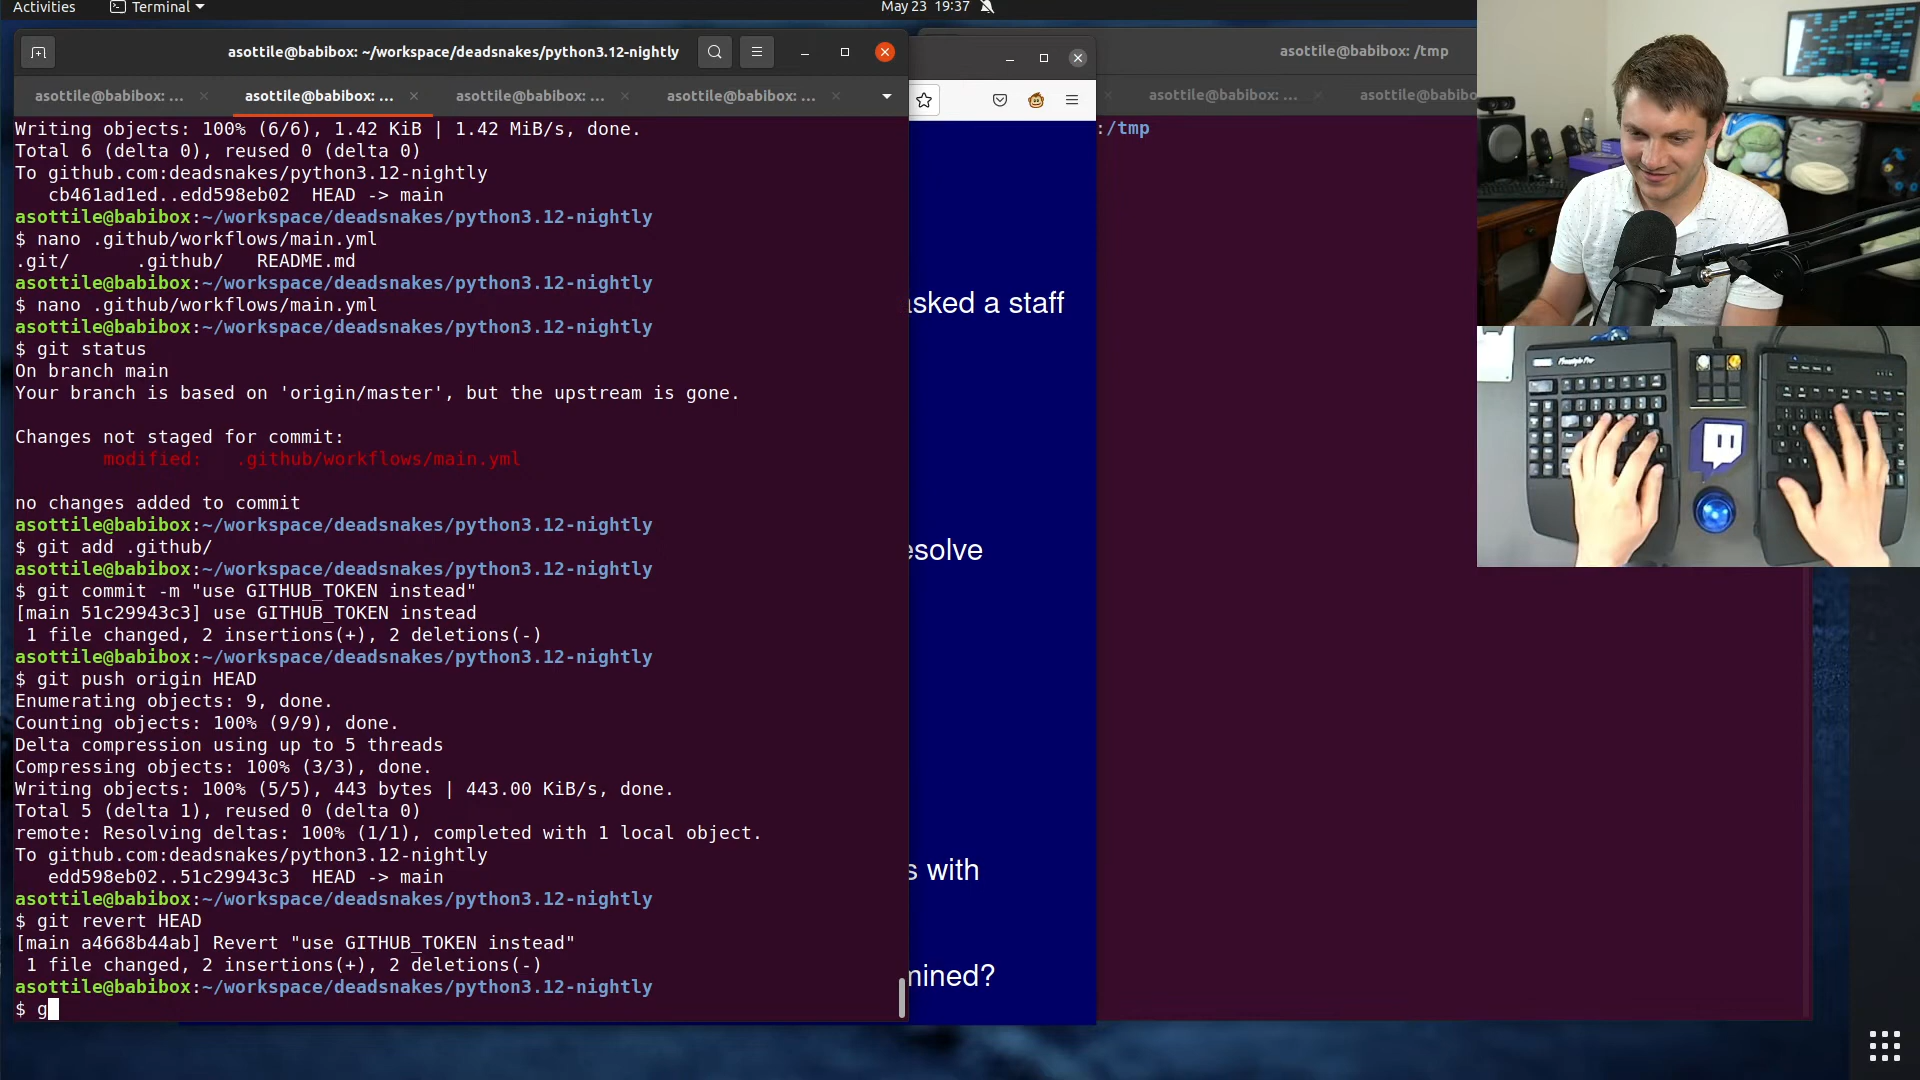 Activities
Terminal
May 23 19:37
asottile@babibox: ~/workspace/deadsnakes/python3.12-nightly
asottile@babibox: ...
asottile@babibox: ...
asottile@babibox: ...
asottile@babibox: ...
Writing objects: 100% (6/6), 1.42 KiB | 1.42 MiB/s, done.
Total 6 (delta 0), reused 0 (delta 0)
To github.com:deadsnakes/python3.12-nightly
cb461ad1ed..edd598eb02 HEAD -> main
asottile@babibox:~/workspace/deadsnakes/python3.12-nightly
$ nano .github/workflows/main.yml
.git/ .github/ README.md
asottile@babibox:~/workspace/deadsnakes/python3.12-nightly
$ nano .github/workflows/main.yml
asottile@babibox:~/workspace/deadsnakes/python3.12-nightly
$ git status
On branch main
Your branch is based on 'origin/master', but the upstream is gone.
Changes not staged for commit:
modified: .github/workflows/main.yml
no changes added to commit
asottile@babibox:~/workspace/deadsnakes/python3.12-nightly
$ git add .github/
asottile@babibox:~/workspace/deadsnakes/python3.12-nightly
$ git commit -m "use GITHUB_TOKEN instead"
[main 51c29943c3] use GITHUB_TOKEN instead
1 file changed, 2 insertions(+), 2 deletions(-)
asottile@babibox:~/workspace/deadsnakes/python3.12-nightly
$ git push origin HEAD
Enumerating objects: 9, done.
Counting objects: 100% (9/9), done.
Delta compression using up to 5 threads
Compressing objects: 100% (3/3), done.
Writing objects: 100% (5/5), 443 bytes | 443.00 KiB/s, done.
Total 5 (delta 1), reused 0 (delta 0)
remote: Resolving deltas: 100% (1/1), completed with 1 local object.
To github.com:deadsnakes/python3.12-nightly
edd598eb02..51c29943c3 HEAD -> main
asottile@babibox:~/workspace/deadsnakes/python3.12-nightly
$ git revert HEAD
[main a4668b44ab] Revert "use GITHUB_TOKEN instead"
1 file changed, 2 insertions(+), 2 deletions(-)
asottile@babibox:~/workspace/deadsnakes/python3.12-nightly
$ g
asked a staff
esolve
s with
mined?
asottile@babibox: /tmp
asottile@babibox: ...
asottile@babibo
:/tmp